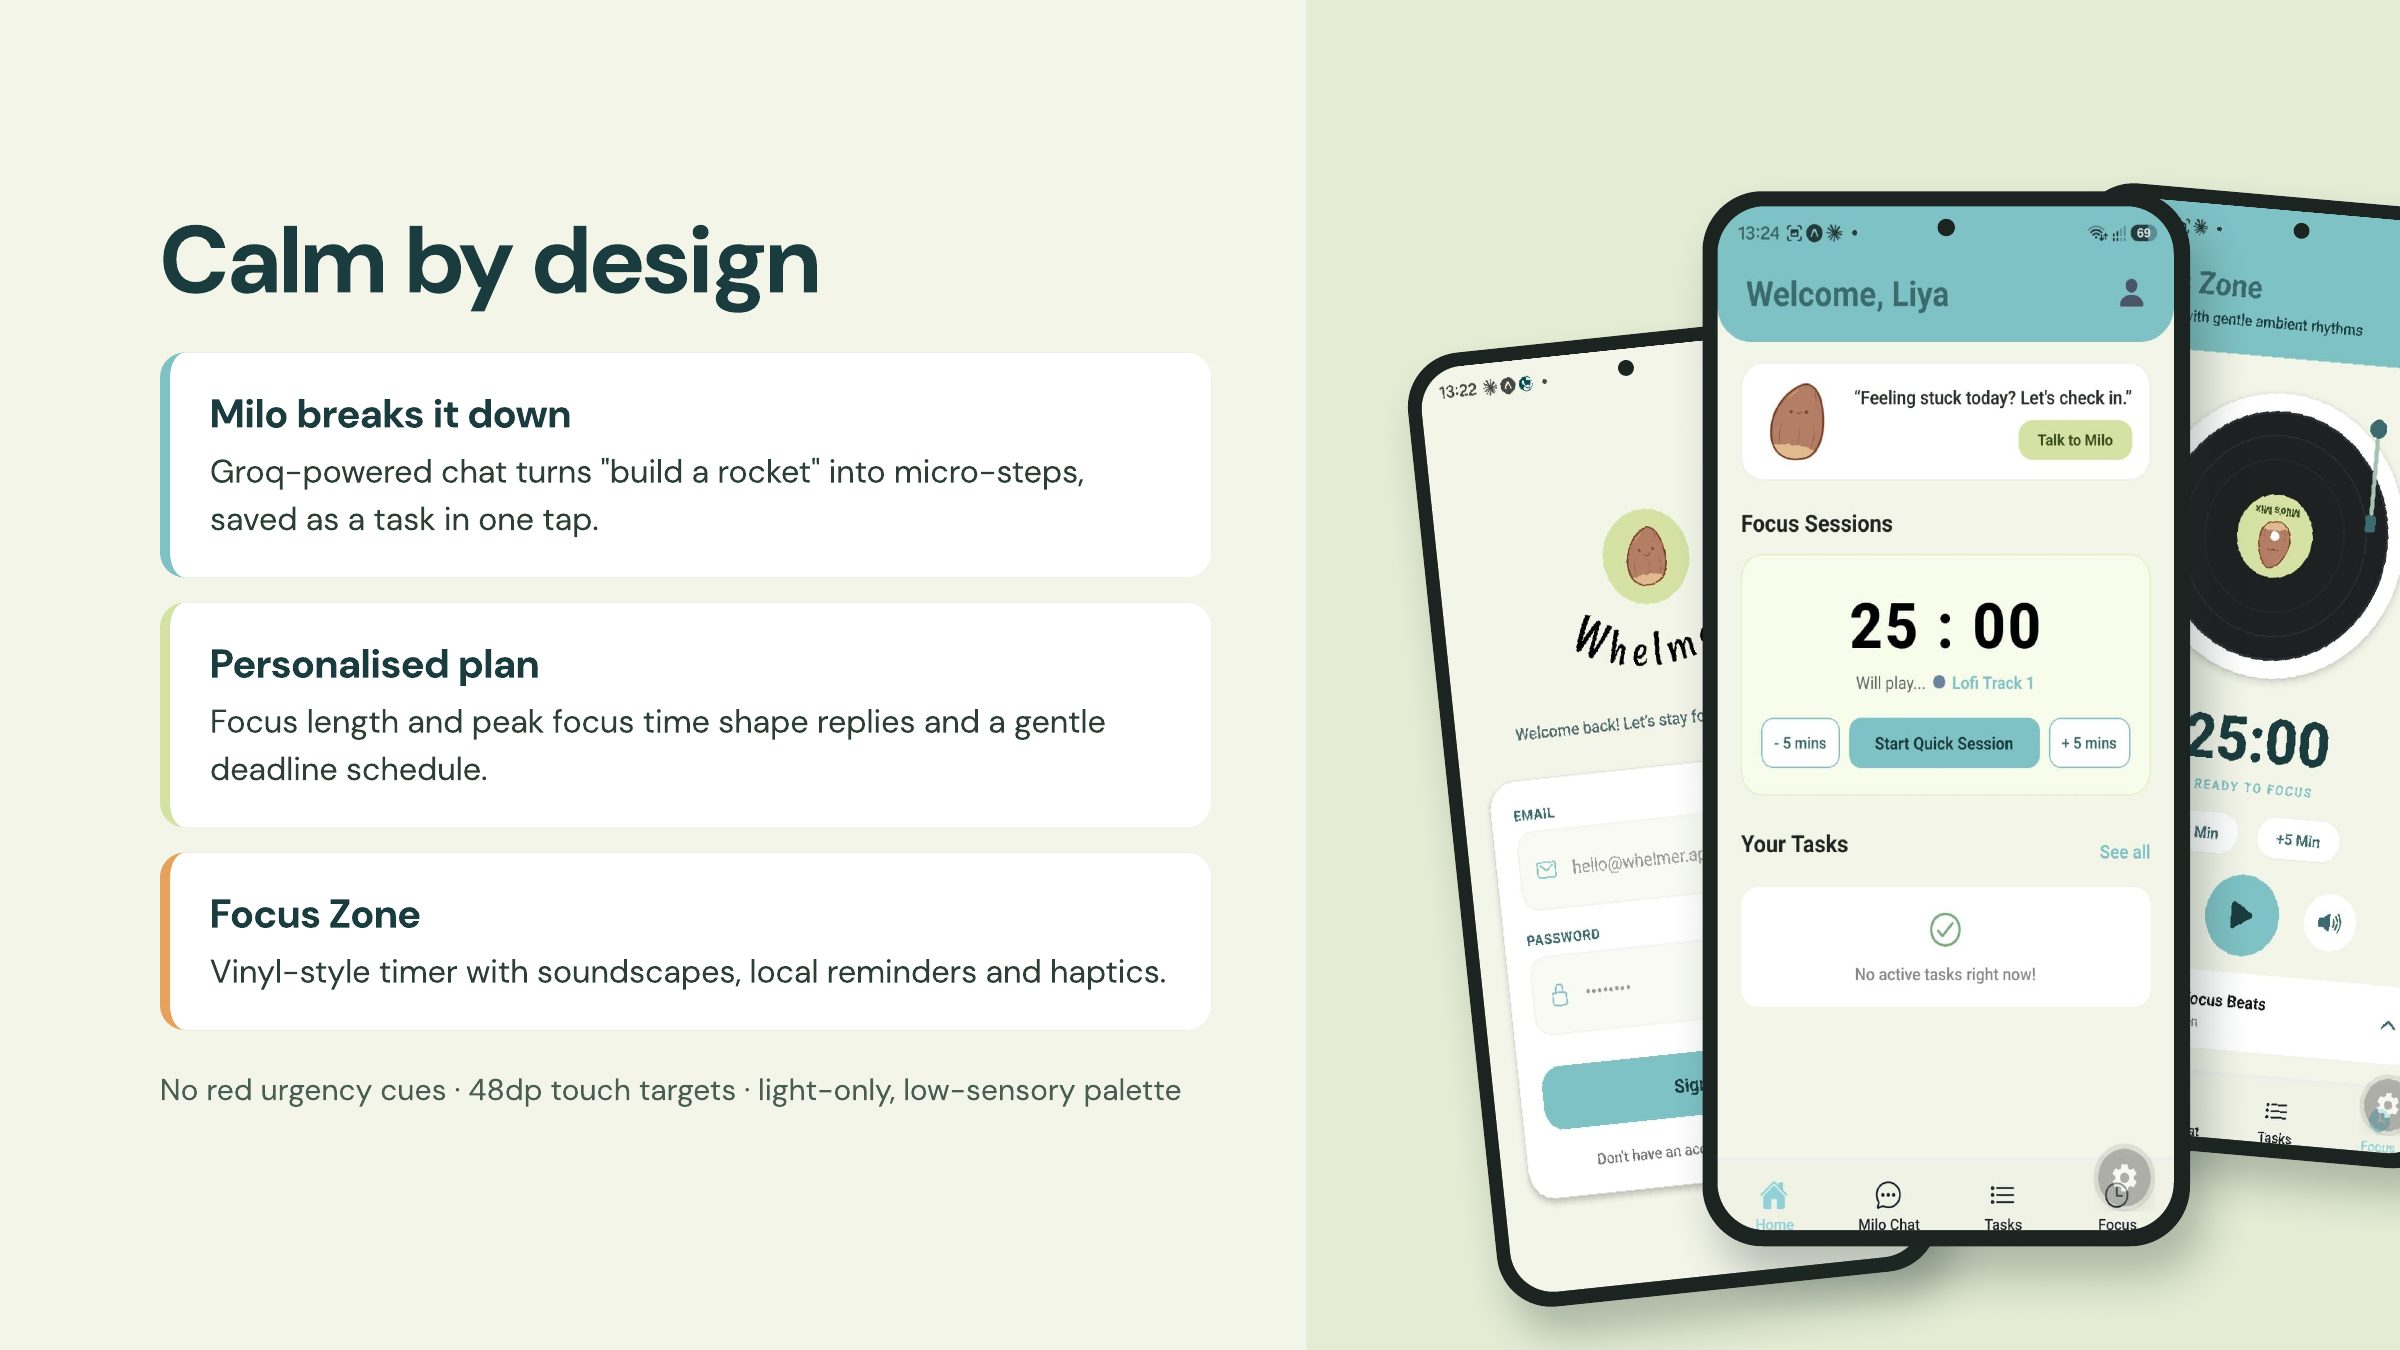 Calm by design
Milo breaks it down
Groq-powered chat turns "build a rocket" into micro-steps,
saved as a task in one tap.
Personalised plan
Focus length and peak focus time shape replies and a gentle
deadline schedule.
Focus Zone
Vinyl-style timer with soundscapes, local reminders and haptics.
No red urgency cues · 48dp touch targets · light-only, low-sensory palette
13:22
Welcome back! Let's stay
EMAIL
PASSWORD
Don't have an
13:24
69
Welcome, Liya
“Feeling stuck today? Let's check in.”
Talk to Milo
Focus Sessions
25 : 00
Will play... Lofi Track 1
- 5 mins
Start Quick Session
+ 5 mins
Your Tasks
See all
No active tasks right now!
Home
Milo Chat
Tasks
Focus
Zone
with gentle ambient rhythms
Milo's Mix
25:00
READY TO FOCUS
Min
+5 Min
Beats
Tasks
Focus